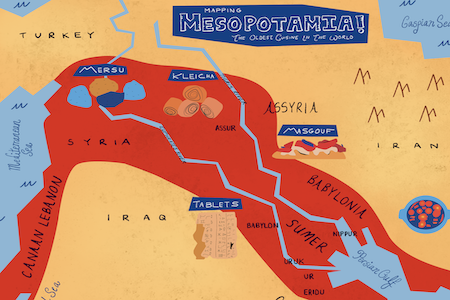 MAPPING
MESOPOTAMIA!
THE OLDEST CUISINE IN THE WORLD
TURKEY
Caspian Sea
MERSU
KLEICHA
ASSYRIA
ASSUR
MASGOUF
Mediterranean
Sea
SYRIA
IRAN
CANAAN LEBANON
BABYLONIA
TABLETS
IRAQ
BABYLON
SUMER
NIPPUR
URUK
Persian Gulf
UR
ERIDU
Sea